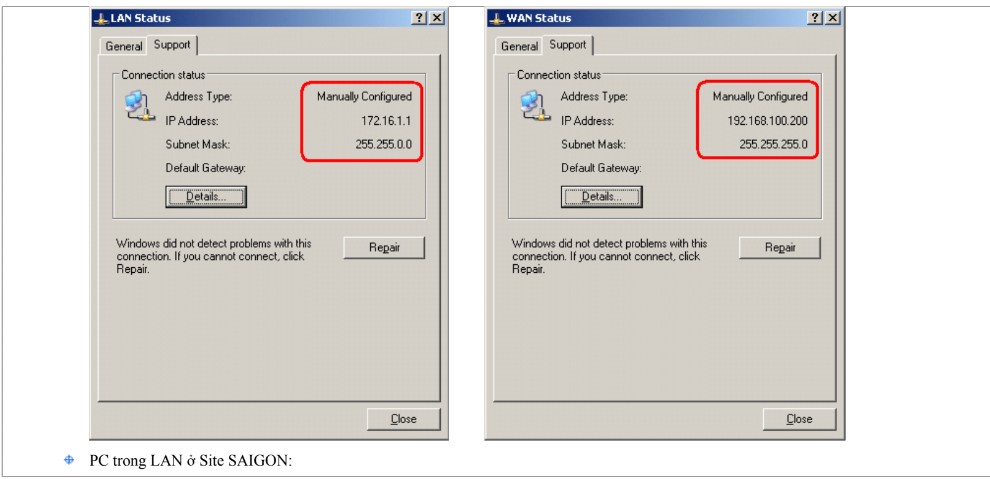 LAN Status
General Support
Connection status
Address Type: Manually Configured
IP Address: 172.16.1.1
Subnet Mask: 255.255.0.0
Default Gateway:
Details...
Windows did not detect problems with this
connection. If you cannot connect, click
Repair.
Repair
Close
WAN Status
General Support
Connection status
Address Type: Manually Configured
IP Address: 192.168.100.200
Subnet Mask: 255.255.255.0
Default Gateway:
Details...
Windows did not detect problems with this
connection. If you cannot connect, click
Repair.
Repair
Close
PC trong LAN ở Site SAIGON: